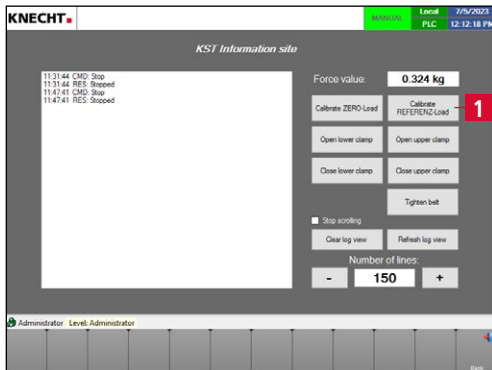 KNECHT
MANUAL
Local 7/5/2023
PLC 12:12:18 PM
KST Information site
11:31:44 CMD: Stop
11:31:44 RES: Stopped
11:47:41 CMD: Stop
11:47:41 RES: Stopped
Force value: 0.324 kg
Calibrate ZERO-Load
Calibrate
REFERENZ-Load
1
Open lower clamp Open upper clamp
Close lower clamp Close upper clamp
Tighten belt
Stop scrolling
Clear log view Refresh log view
Number of lines:
- 150 +
Administrator Level: Administrator
Back